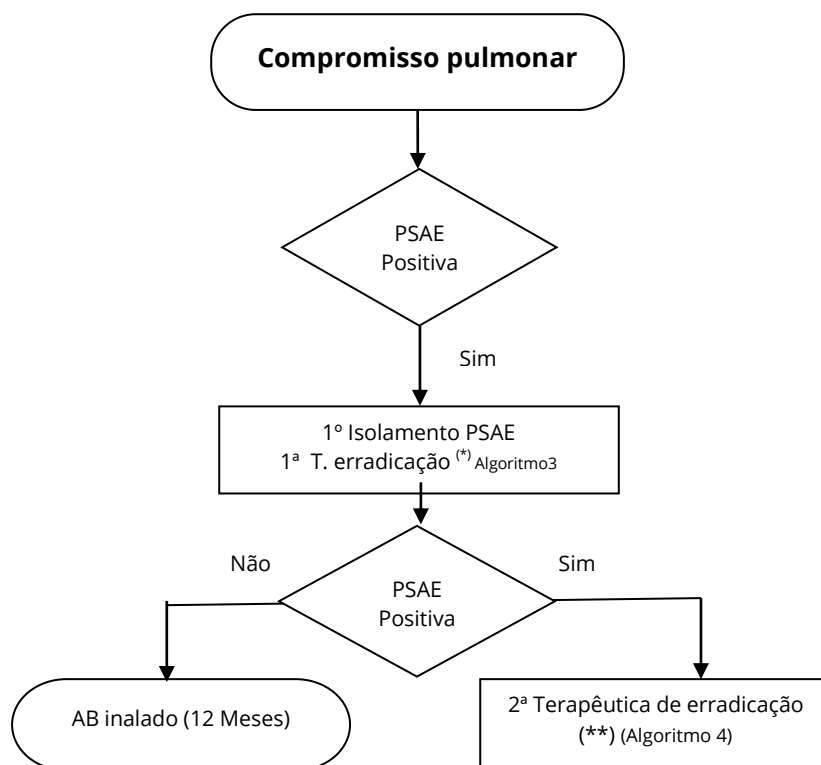 Compromisso pulmonar
PSAE
Positiva
Sim
1º Isolamento PSAE
1ª T. erradicação (*) Algoritmo3
Não
Sim
PSAE
Positiva
AB inalado (12 Meses)
2ª Terapêutica de erradicação
(**) (Algoritmo 4)